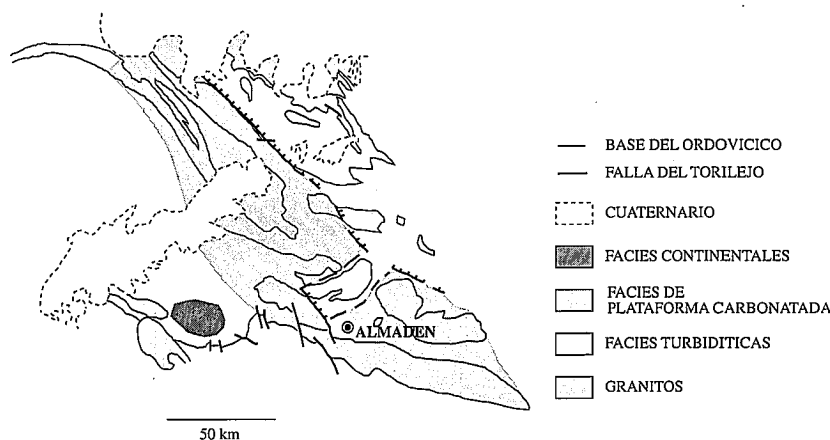 BASE DEL ORDOVICICO
FALLA DEL TORILEJO
CUATERNARIO
FACIES CONTINENTALES
FACIES DE
PLATAFORMA CARBONATADA
FACIES TURBIDITICAS
GRANITOS
ALMADEN
50 km